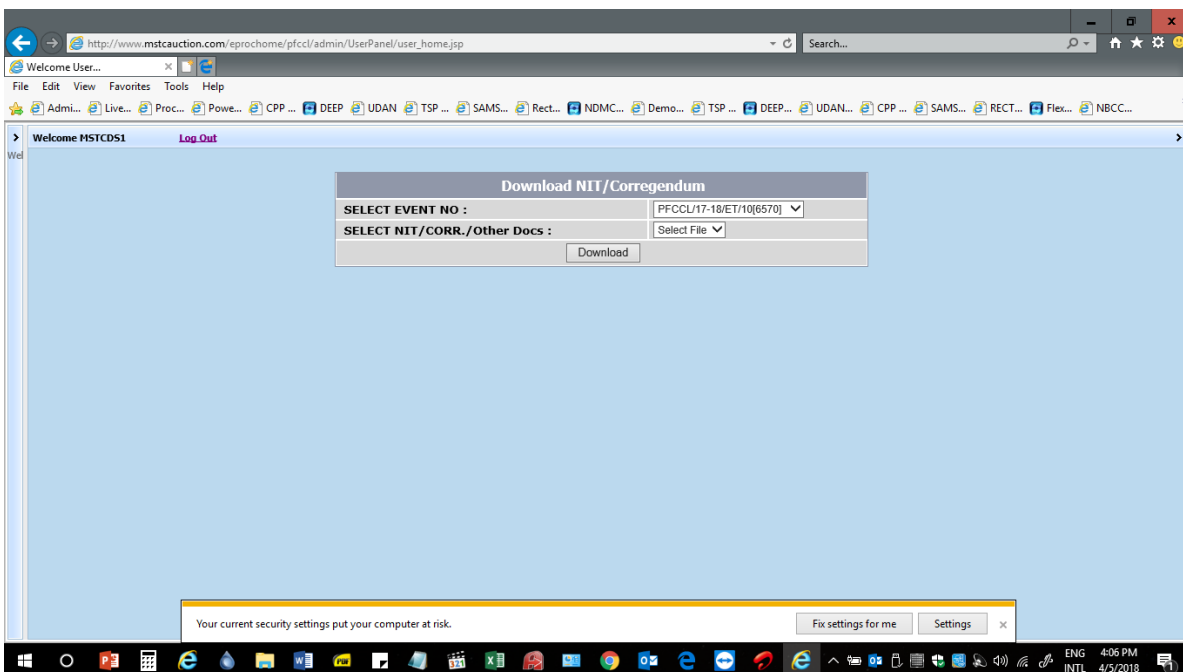 http://www.mstcauction.com/eprochome/pfccl/admin/UserPanel/user_home.jsp
Search...
Welcome User...
File Edit View Favorites Tools Help
Admi... Live... Proc... Powe... CPP ... DEEP UDAN TSP ... SAMS... Rect... NDMC... Demo... TSP ... DEEP... UDAN... CPP ... SAMS... RECT... Flex... NBCC...
Welcome MSTCDS1 Log Out
Wel
Download NIT/Corregendum
SELECT EVENT NO : PFCCL/17-18/ET/10[6570]
SELECT NIT/CORR./Other Docs : Select File
Download
Your current security settings put your computer at risk. Fix settings for me Settings
ENG 4:06 PM
INTL 4/5/2018